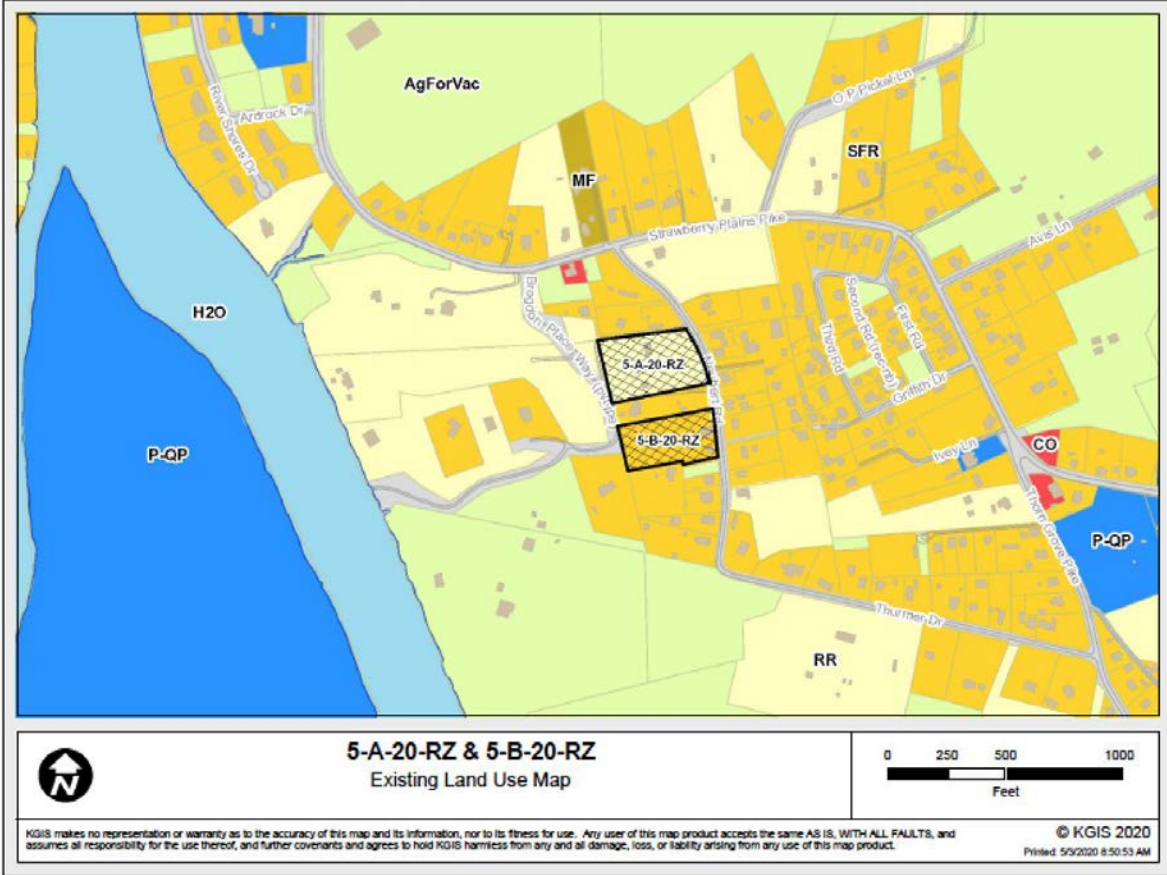 AgForVac
O P Pickel Ln
River Shores Dr
Ardrock Dr
SFR
MF
Strawberry Plains Pike
Avis Ln
H2O
Second Rd (rec-nb)
First Rd
Third Rd
5-A-20-RZ
Griffith Dr
5-B-20-RZ
Ivey Ln
CO
P-QP
Thorn Grove Pike
P-QP
Thurmer Dr
RR
N
5-A-20-RZ & 5-B-20-RZ
Existing Land Use Map
0 250 500 1000
Feet
KGIS makes no representation or warranty as to the accuracy of this map and its information, nor to its fitness for use. Any user of this map product accepts the same AS IS, WITH ALL FAULTS, and
assumes all responsibility for the use thereof, and further covenants and agrees to hold KGIS harmless from any and all damage, loss, or liability arising from any use of this map product.
© KGIS 2020
Printed: 5/3/2020 8:50:53 AM